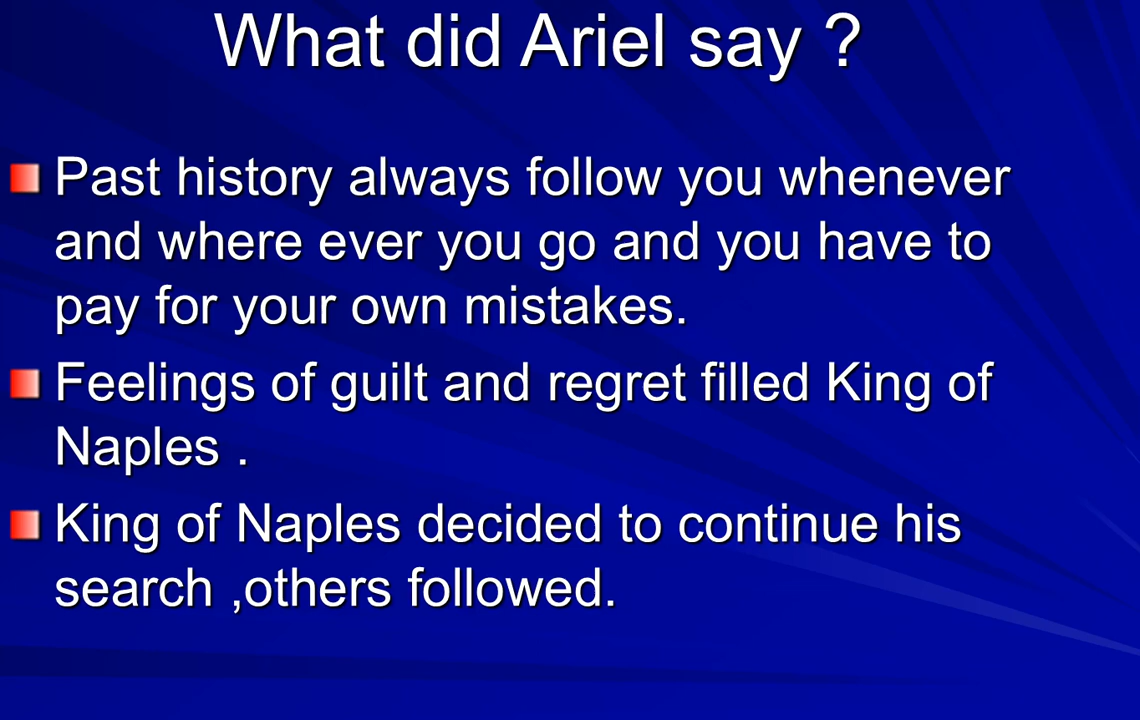 What did Ariel say ?
Past history always follow you whenever
and where ever you go and you have to
pay for your own mistakes.
Feelings of guilt and regret filled King of
Naples .
King of Naples decided to continue his
search ,others followed.